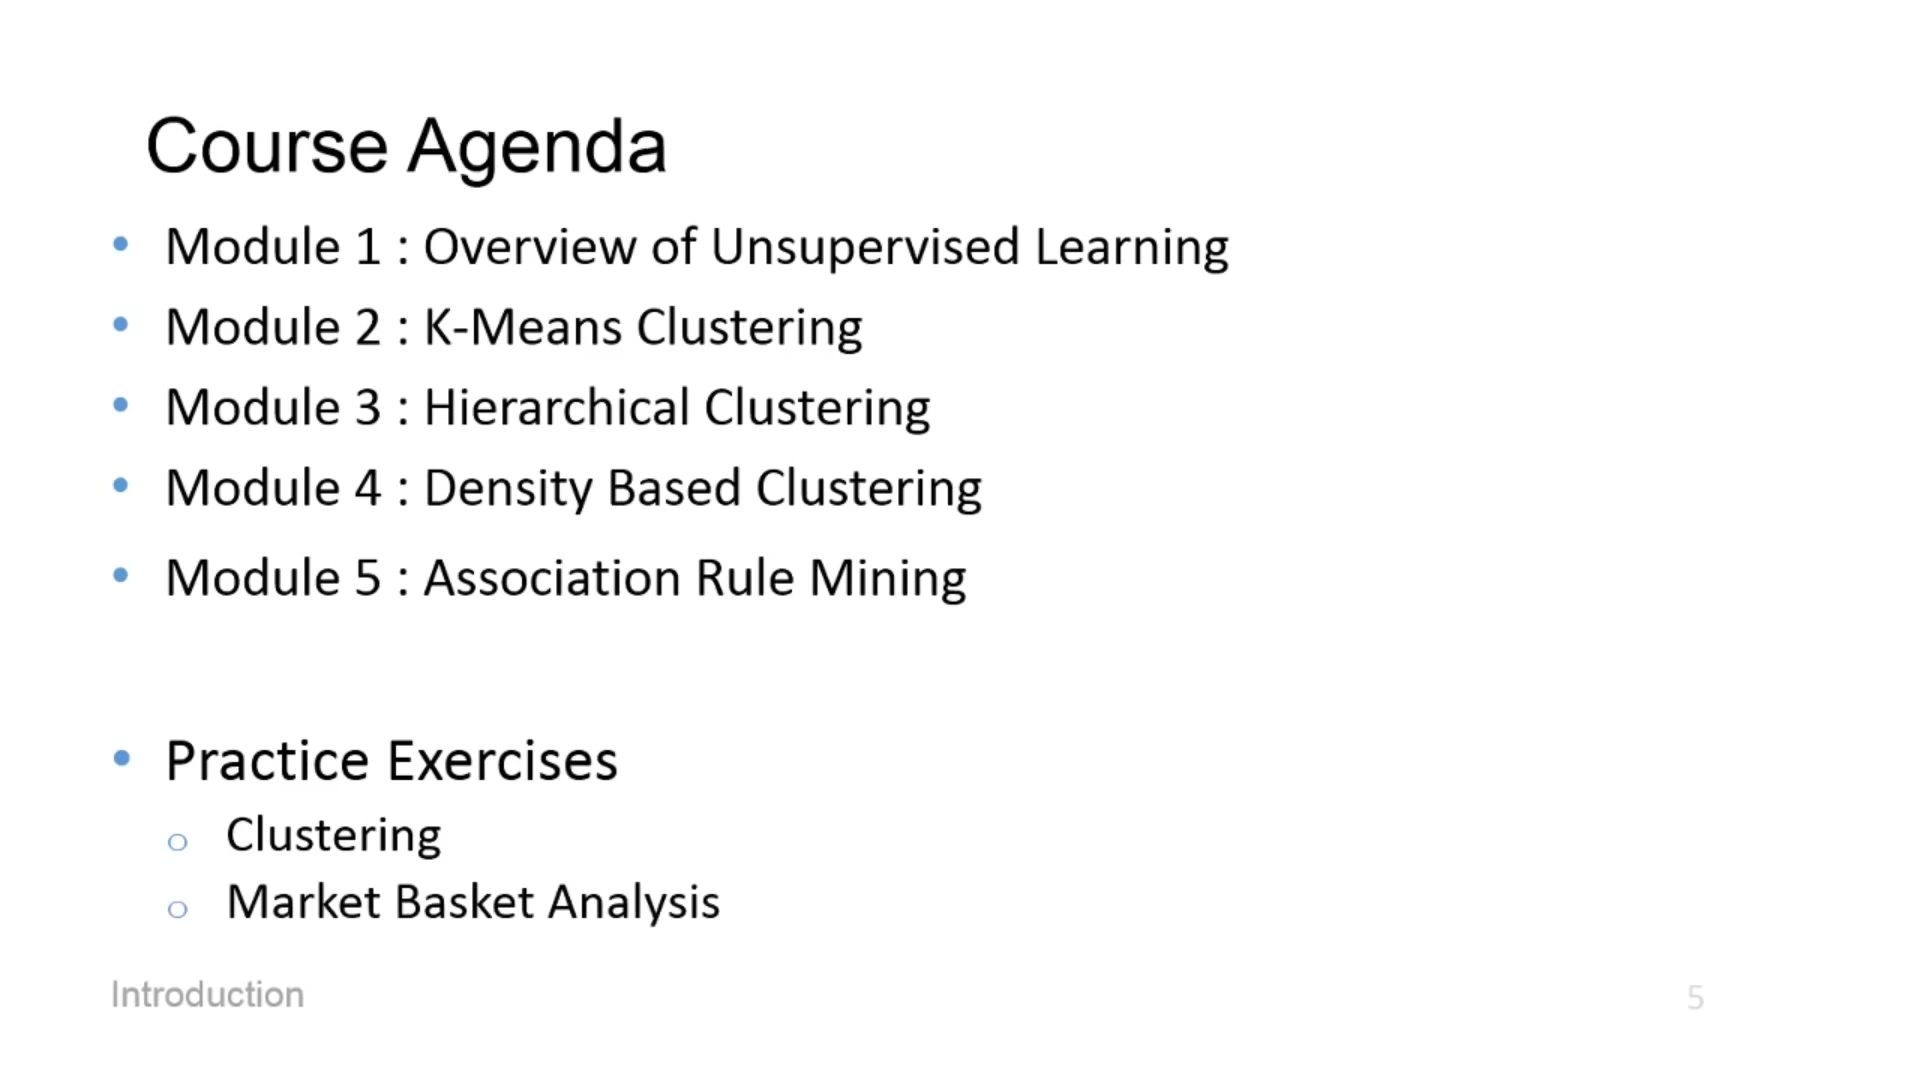 Course Agenda
• Module 1 : Overview of Unsupervised Learning
• Module 2 : K-Means Clustering
• Module 3 : Hierarchical Clustering
• Module 4 : Density Based Clustering
• Module 5 : Association Rule Mining
• Practice Exercises
o Clustering
o Market Basket Analysis
Introduction
5